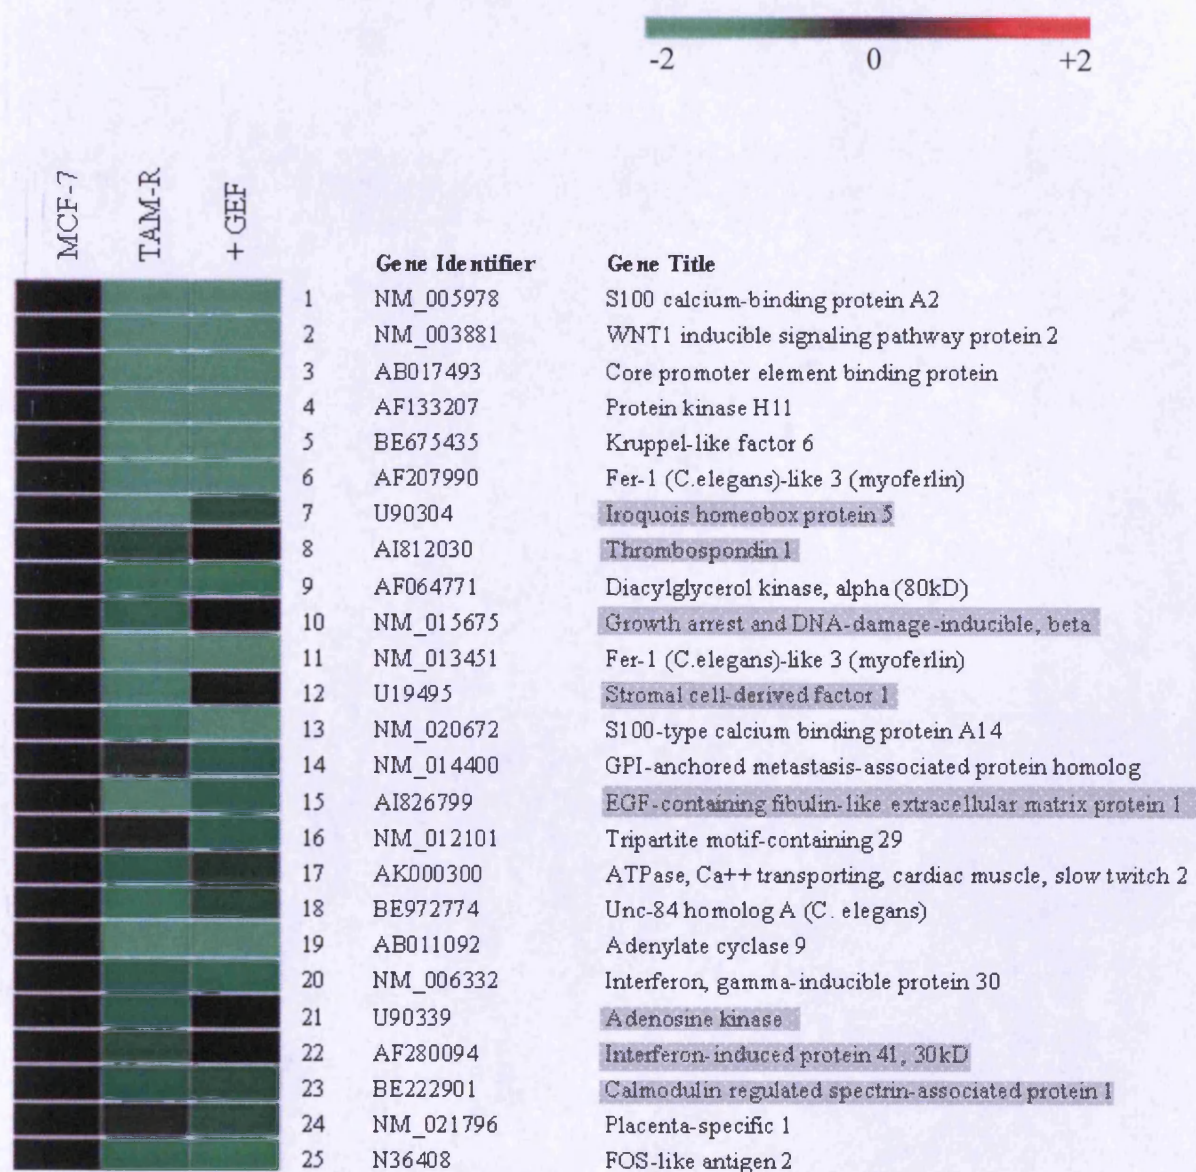 -2 0 +2
MCF-7 TAM-R + GEF
Gene Identifier Gene Title
1 NM_005978 S100 calcium-binding protein A2
2 NM_003881 WNT1 inducible signaling pathway protein 2
3 AB017493 Core promoter element binding protein
4 AF133207 Protein kinase H11
5 BE675435 Kruppel-like factor 6
6 AF207990 Fer-1 (C.elegans)-like 3 (myoferlin)
7 U90304 Iroquois homeobox protein 5
8 AI812030 Thrombospondin 1
9 AF064771 Diacylglycerol kinase, alpha (80kD)
10 NM_015675 Growth arrest and DNA-damage-inducible, beta
11 NM_013451 Fer-1 (C.elegans)-like 3 (myoferlin)
12 U19495 Stromal cell-derived factor 1
13 NM_020672 S100-type calcium binding protein A14
14 NM_014400 GPI-anchored metastasis-associated protein homolog
15 AI826799 EGF-containing fibulin-like extracellular matrix protein 1
16 NM_012101 Tripartite motif-containing 29
17 AK000300 ATPase, Ca++ transporting, cardiac muscle, slow twitch 2
18 BE972774 Unc-84 homolog A (C. elegans)
19 AB011092 Adenylate cyclase 9
20 NM_006332 Interferon, gamma-inducible protein 30
21 U90339 Adenosine kinase
22 AF280094 Interferon-induced protein 41, 30kD
23 BE222901 Calmodulin regulated spectrin-associated protein 1
24 NM_021796 Placenta-specific 1
25 N36408 FOS-like antigen 2